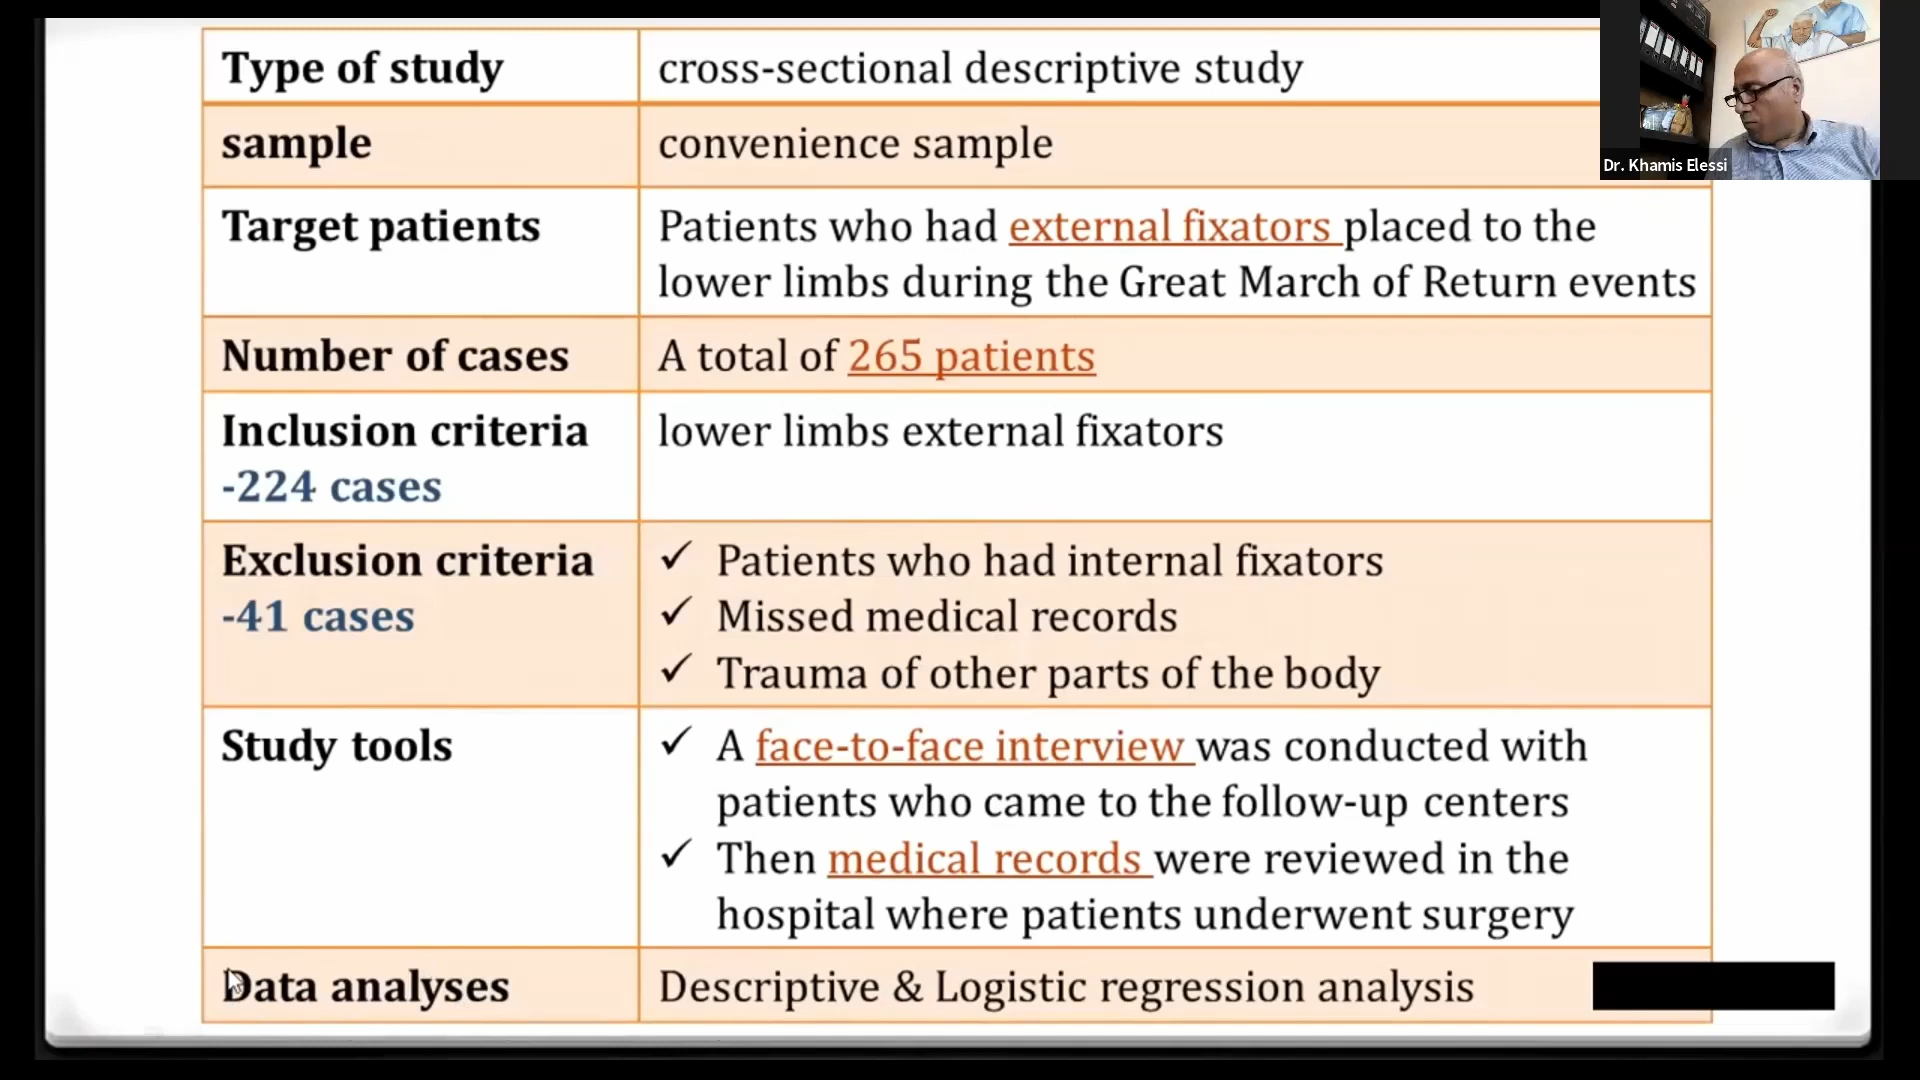 Type of study
cross-sectional descriptive study
sample
convenience sample
Target patients
Patients who had external fixators placed to the
lower limbs during the Great March of Return events
Number of cases
A total of 265 patients
Inclusion criteria
-224 cases
lower limbs external fixators
Exclusion criteria
-41 cases
✓ Patients who had internal fixators
✓ Missed medical records
✓ Trauma of other parts of the body
Study tools
✓ A face-to-face interview was conducted with
patients who came to the follow-up centers
✓ Then medical records were reviewed in the
hospital where patients underwent surgery
Data analyses
Descriptive & Logistic regression analysis
Dr. Khamis Elessi